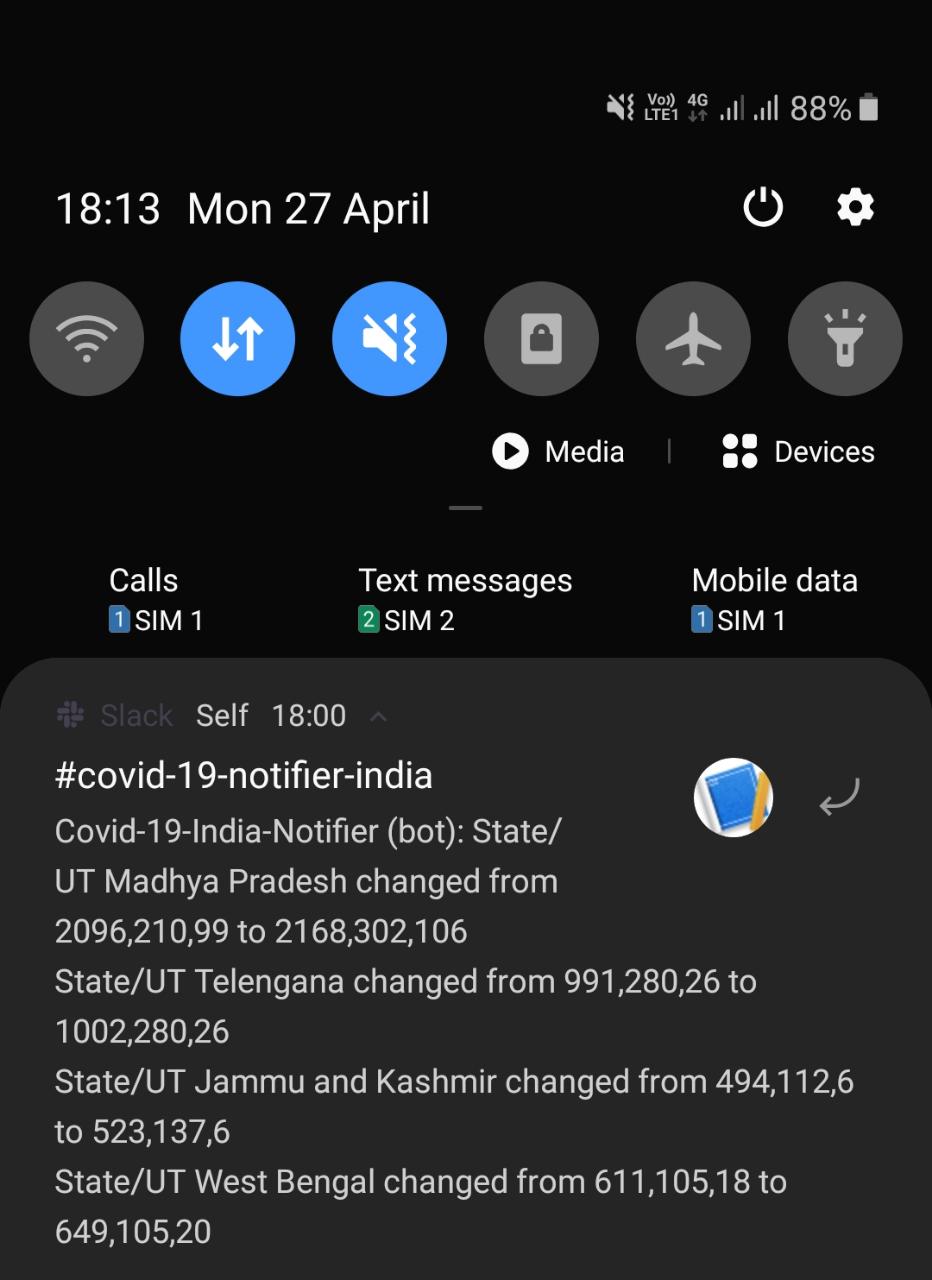 Vo)) LTE1 4G 88%
18:13 Mon 27 April
Media | Devices
Calls Text messages Mobile data
1 SIM 1 2 SIM 2 1 SIM 1
Slack Self 18:00
#covid-19-notifier-india
Covid-19-India-Notifier (bot): State/
UT Madhya Pradesh changed from
2096,210,99 to 2168,302,106
State/UT Telengana changed from 991,280,26 to
1002,280,26
State/UT Jammu and Kashmir changed from 494,112,6
to 523,137,6
State/UT West Bengal changed from 611,105,18 to
649,105,20